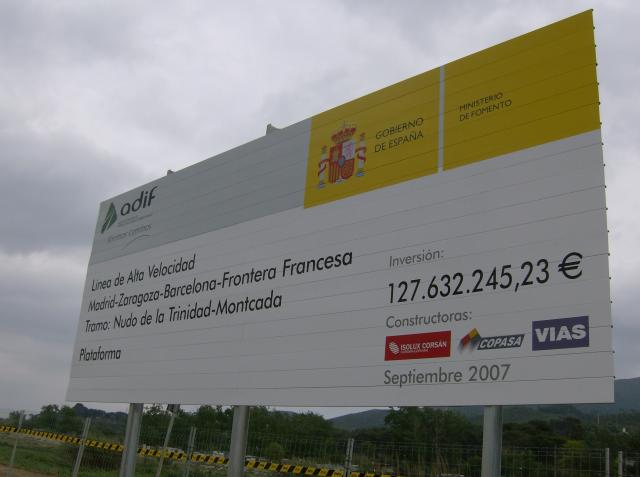 adif
GOBIERNO
DE ESPAÑA
MINISTERIO
DE FOMENTO
Línea de Alta Velocidad
Madrid-Zaragoza-Barcelona-Frontera Francesa
Tramo: Nudo de la Trinidad-Montcada
Plataforma
Inversión:
127.632.245,23 €
Constructoras:
ISOLUX CORSÁN
COPASA
VIAS
Septiembre 2007